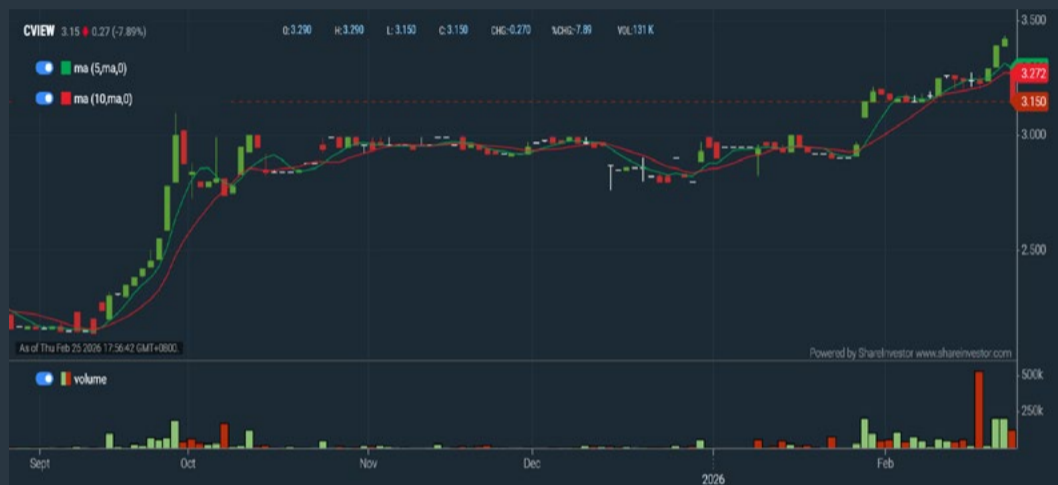 3.500
CVIEW 3.15 0.27 (-7.89%) O:3.290 H:3.290 L: 3.150 C: 3.150 CHG:-0.270 %CHG:-7.89 VOL:131 K
ma (5,ma,0)
3.272
ma (10,ma,0)
3.150
3.000
2.500
As of Thu Feb 25 2026 17:56:42 GMT+0800.
Powered by ShareInvestor www.shareinvestor.com
volume
500k
250k
Sept Oct Nov Dec 2026 Feb